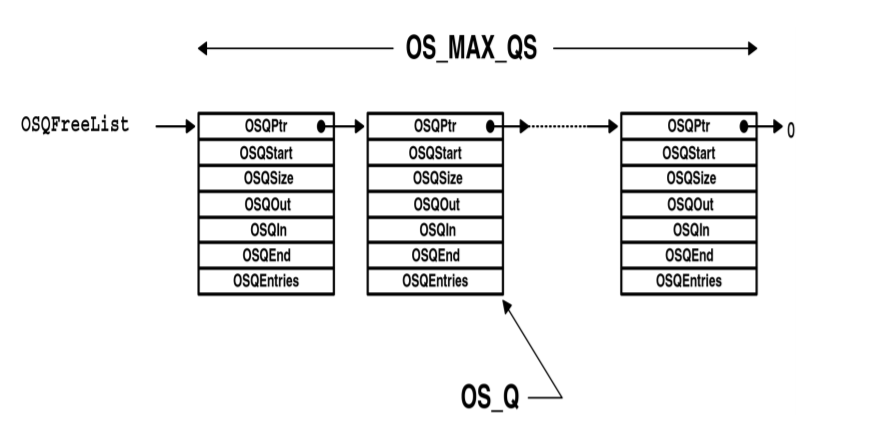 OS_MAX_QS
OSQFreeList OSQPtr OSQPtr OSQPtr 0
OSQStart OSQStart OSQStart
OSQSize OSQSize OSQSize
OSQOut OSQOut OSQOut
OSQIn OSQIn OSQIn
OSQEnd OSQEnd OSQEnd
OSQEntries OSQEntries OSQEntries
OS_Q